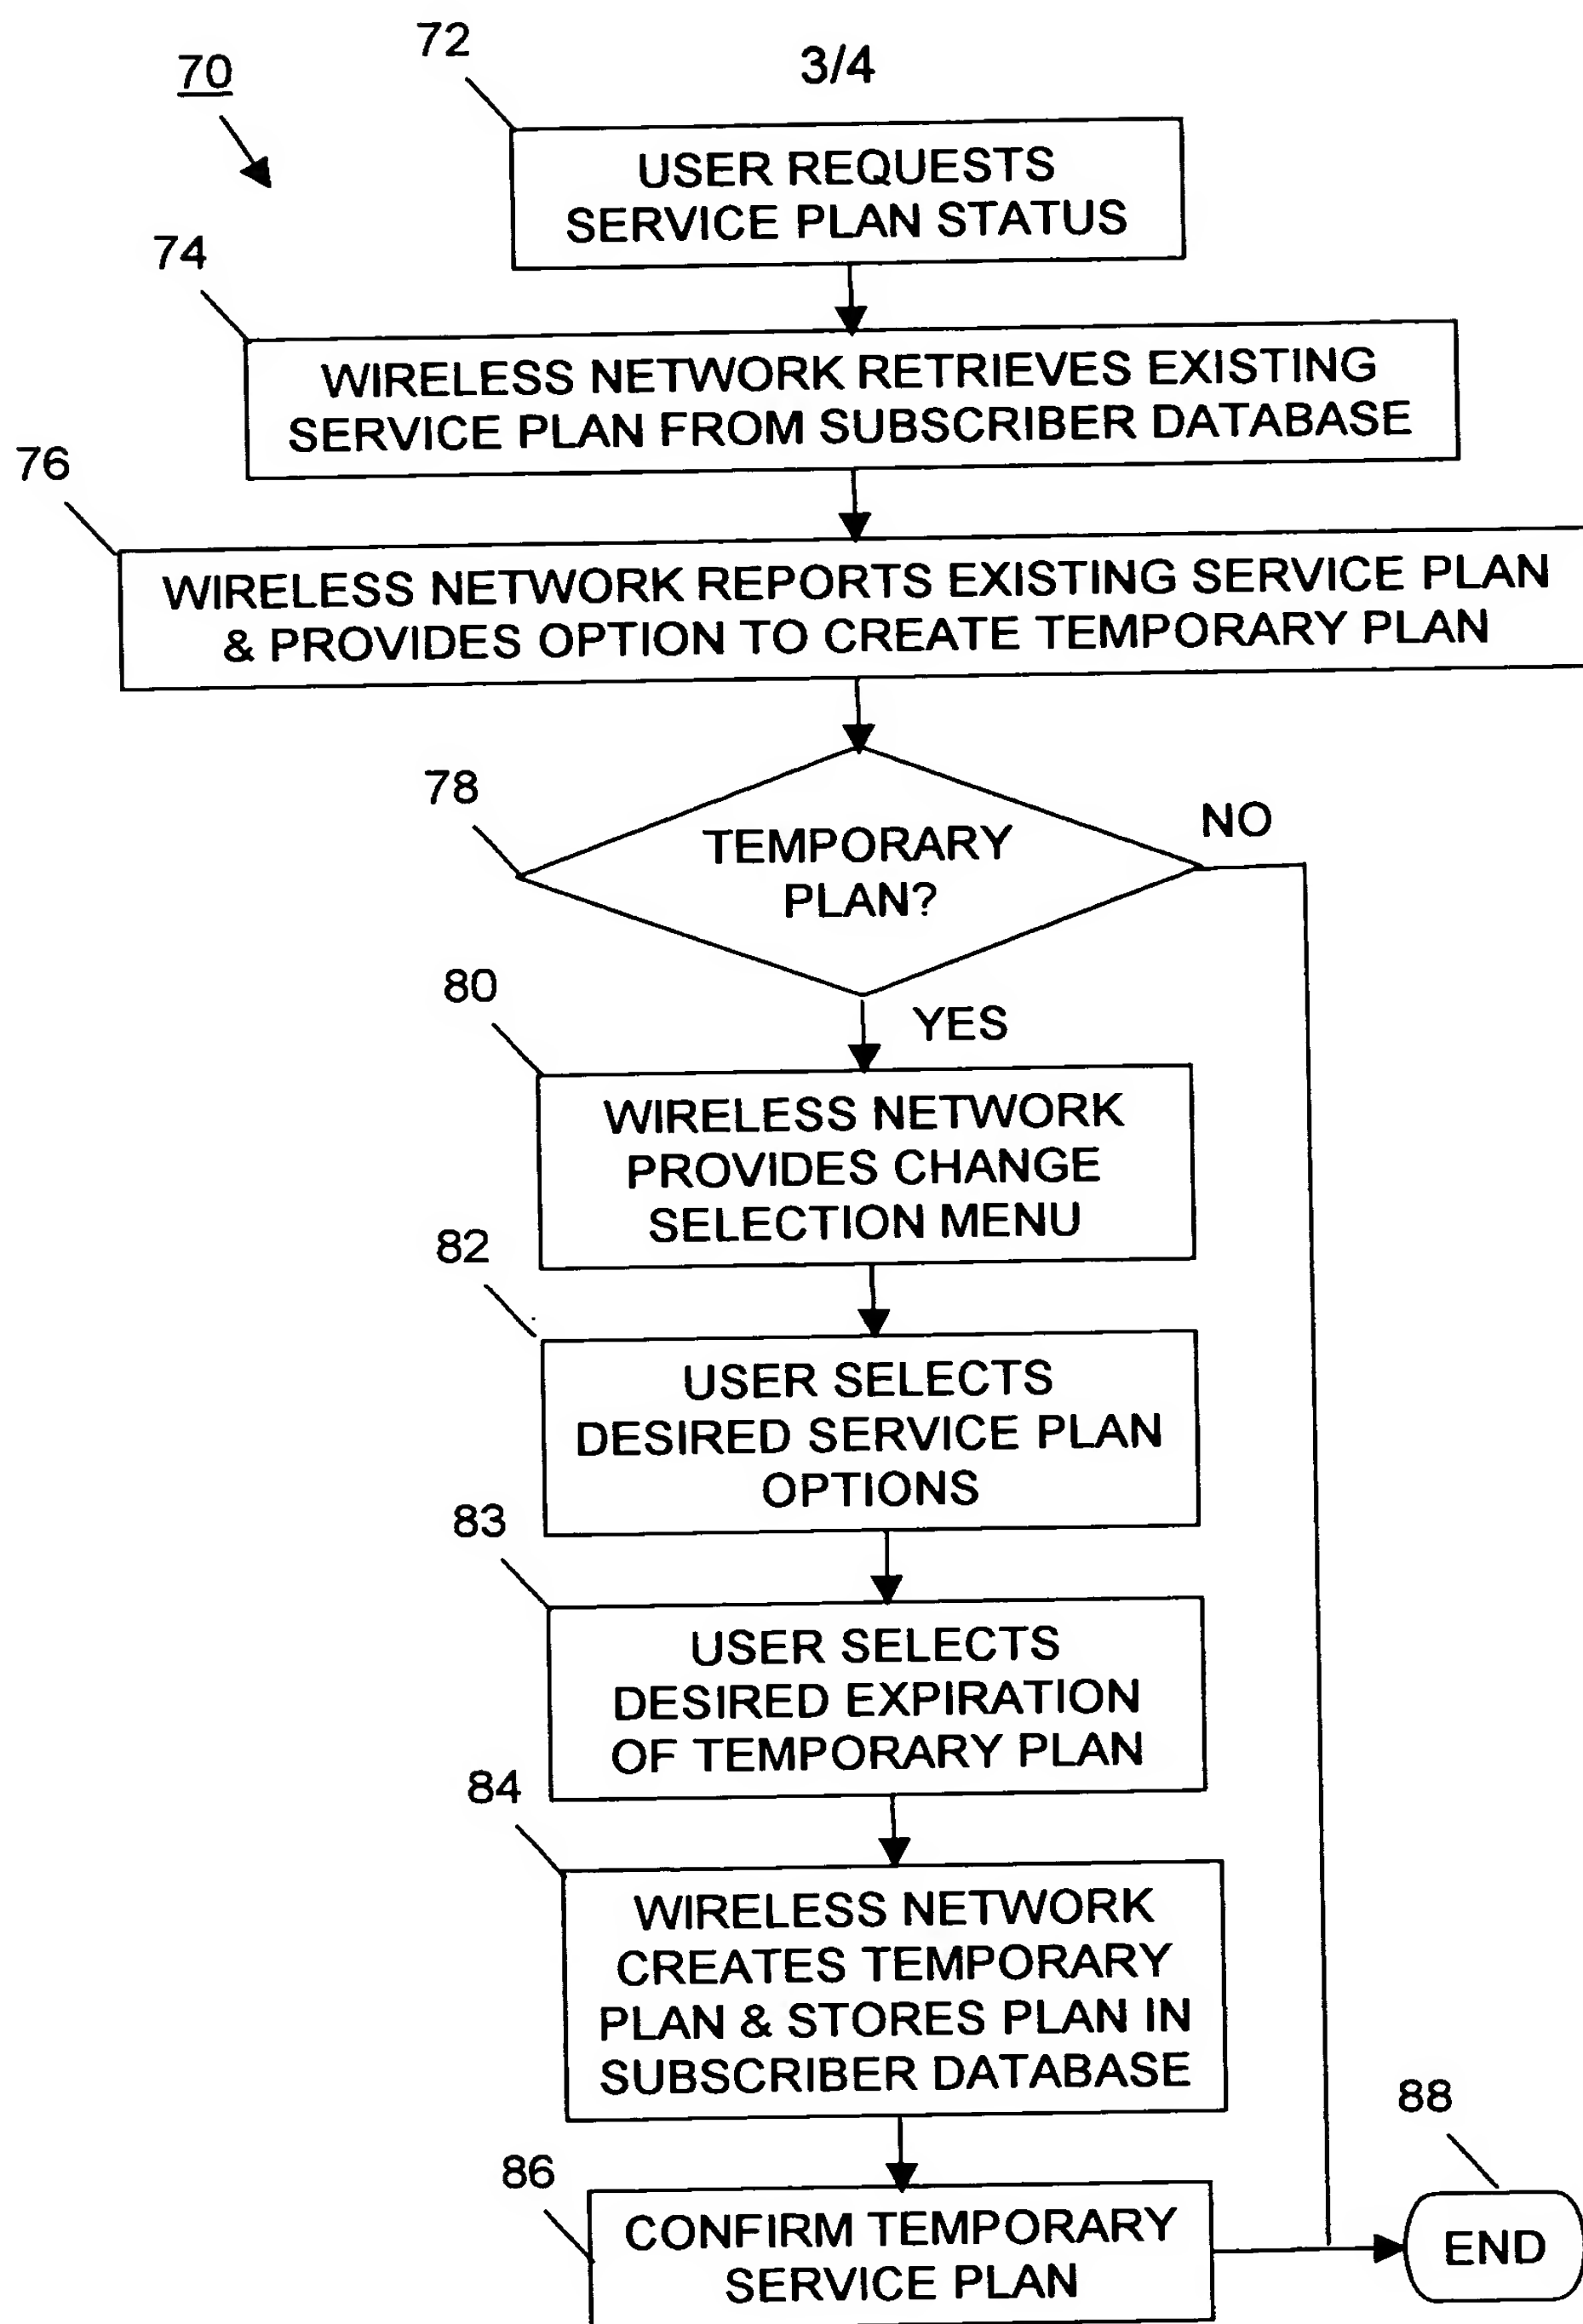 72
3/4
70
USER REQUESTS
SERVICE PLAN STATUS
74
WIRELESS NETWORK RETRIEVES EXISTING
SERVICE PLAN FROM SUBSCRIBER DATABASE
76
WIRELESS NETWORK REPORTS EXISTING SERVICE PLAN
& PROVIDES OPTION TO CREATE TEMPORARY PLAN
78
TEMPORARY
PLAN?
NO
80
YES
WIRELESS NETWORK
PROVIDES CHANGE
SELECTION MENU
82
USER SELECTS
DESIRED SERVICE PLAN
OPTIONS
83
USER SELECTS
DESIRED EXPIRATION
OF TEMPORARY PLAN
84
WIRELESS NETWORK
CREATES TEMPORARY
PLAN & STORES PLAN IN
SUBSCRIBER DATABASE
86
CONFIRM TEMPORARY
SERVICE PLAN
88
END